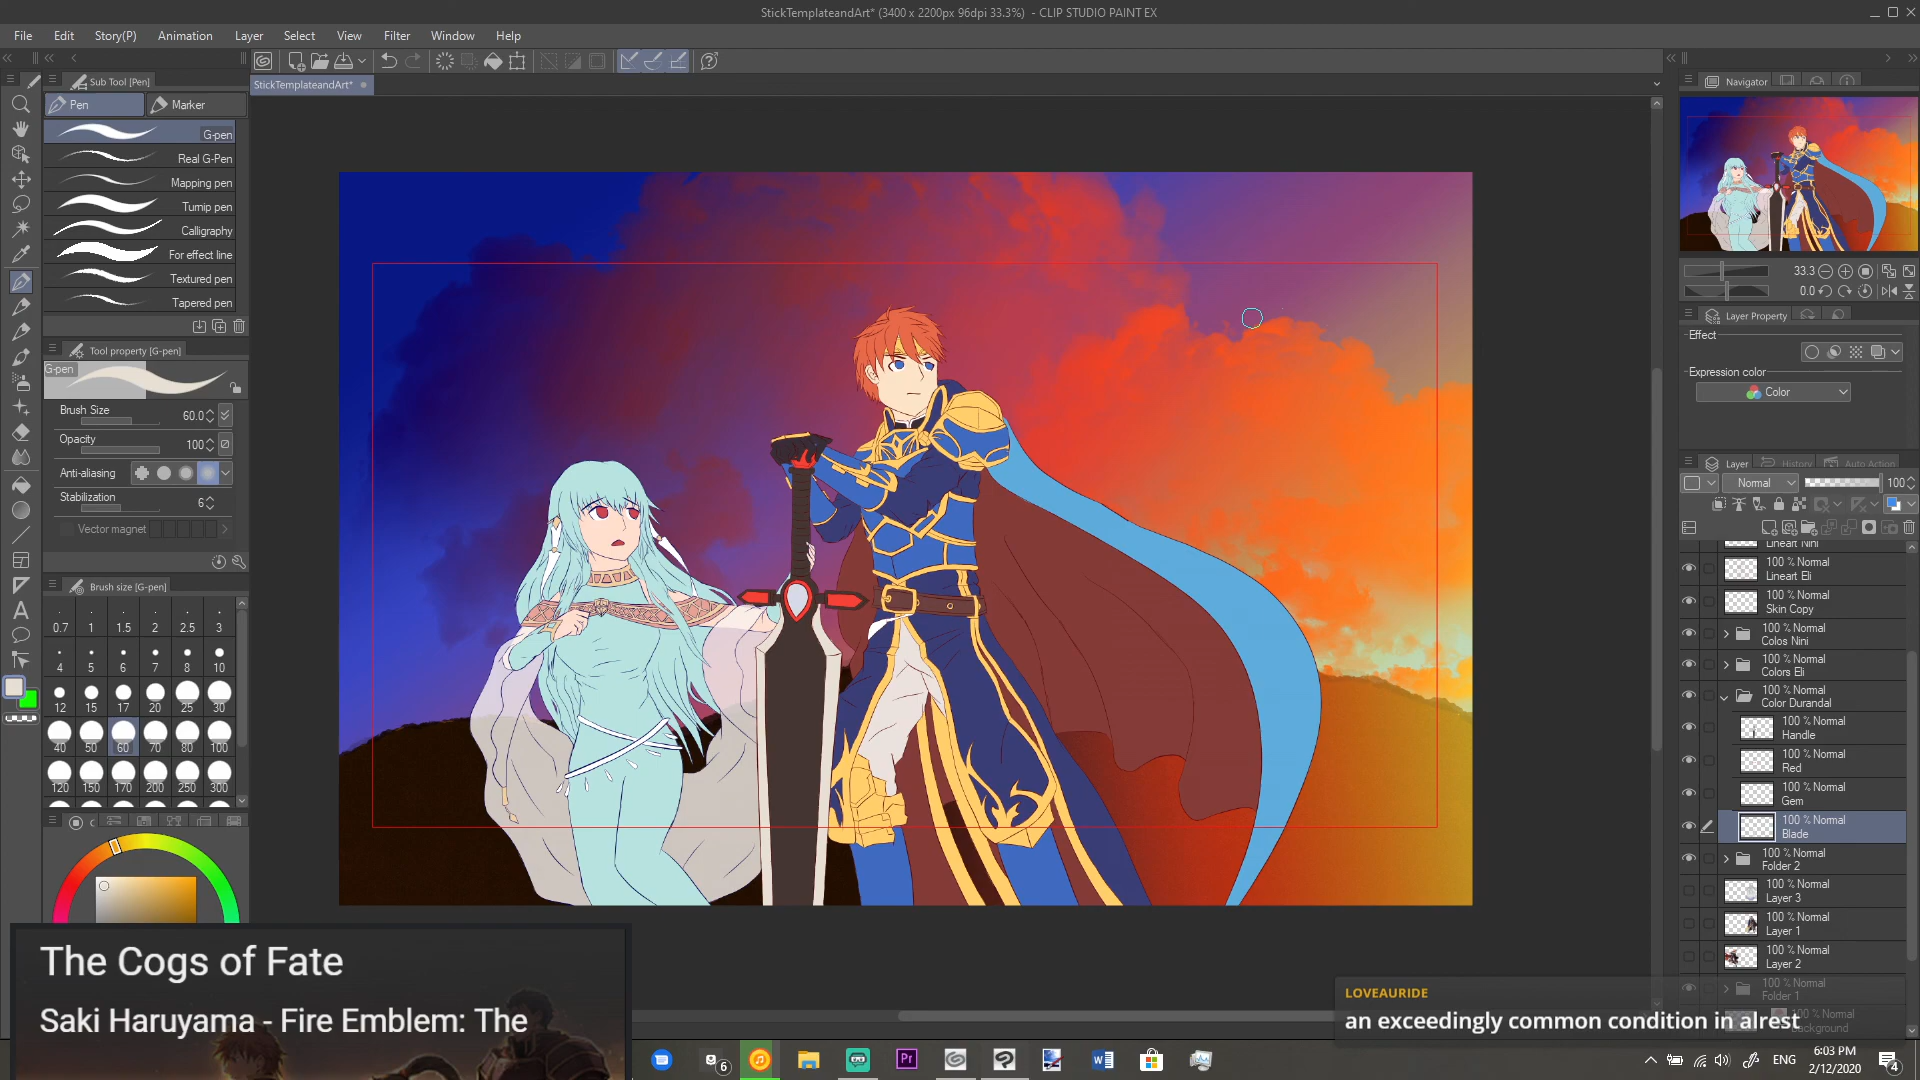 StickTemplateandArt* (3400 x 2200px 96dpi 33.3%) - CLIP STUDIO PAINT EX
File Edit Story(P) Animation Layer Select View Filter Window Help
Sub Tool [Pen]
StickTemplateandArt*
Pen Marker
G-pen
Real G-Pen
Mapping pen
Turnip pen
Calligraphy
For effect line
Textured pen
Tapered pen
Tool property [G-pen]
G-pen
Brush Size 60.0
Opacity 100
Anti-aliasing
Stabilization 6
Vector magnet
Brush size [G-pen]
0.7 1 1.5 2 2.5 3
4 5 6 7 8 10
12 15 17 20 25 30
40 50 60 70 80 100
120 150 170 200 250 300
Navigator
33.3
0.0
Layer Property
Effect
Expression color
Color
Layer History Auto Action
Normal 100
Lineart Nini
100 % Normal
Lineart Eli
100 % Normal
Skin Copy
100 % Normal
Colos Nini
100 % Normal
Colors Eli
100 % Normal
Color Durandal
100 % Normal
Handle
100 % Normal
Red
100 % Normal
Gem
100 % Normal
Blade
100 % Normal
Folder 2
100 % Normal
Layer 3
100 % Normal
Layer 1
100 % Normal
Layer 2
100 % Normal
Folder 1
100 % Normal
Background
The Cogs of Fate
Saki Haruyama - Fire Emblem: The
LOVEAURIDE
an exceedingly common condition in alrest
6
Pr
ENG
6:03 PM
2/12/2020
4